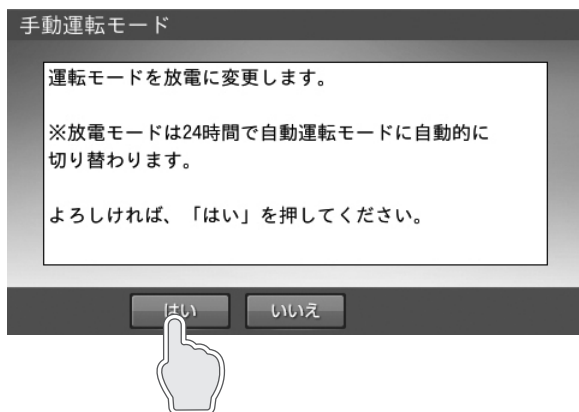 手動運転モード
運転モードを放電に変更します。
※放電モードは24時間で自動運転モードに自動的に
切り替わります。
よろしければ、「はい」を押してください。
はい
いいえ